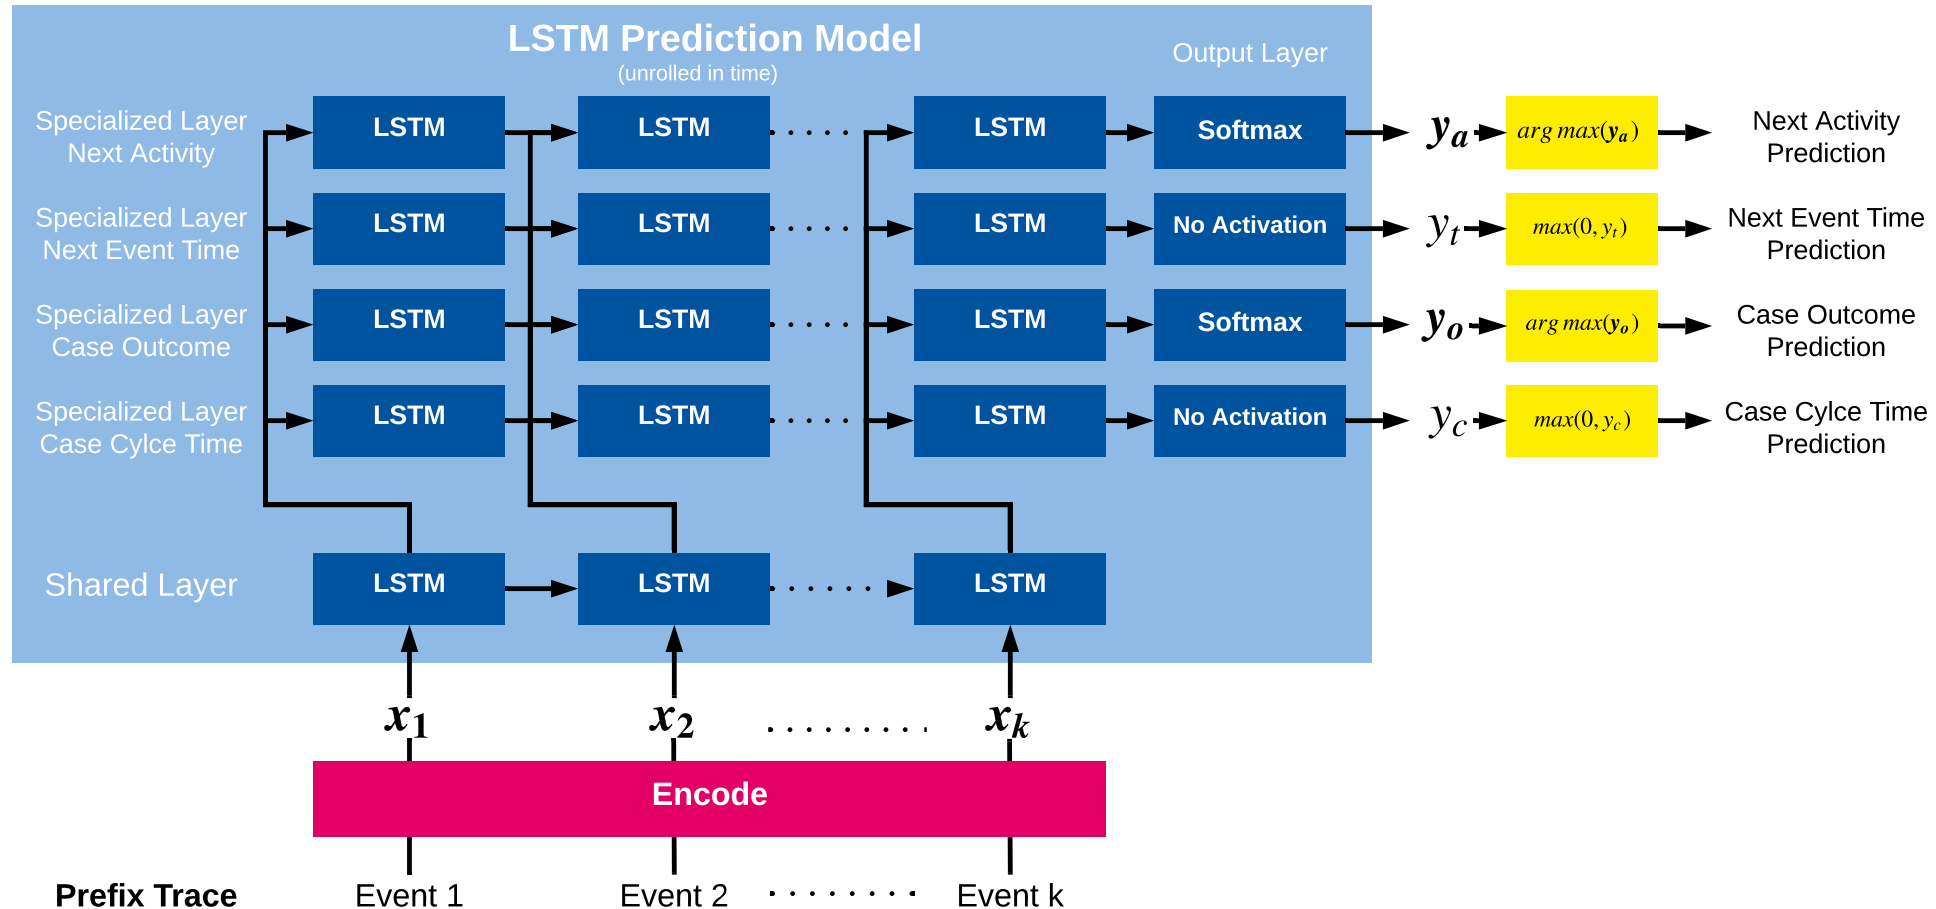 LSTM Prediction Model
(unrolled in time)
Output Layer
Specialized Layer
Next Activity
LSTM
LSTM
LSTM
Softmax
yₐ
arg max(yₐ)
Next Activity
Prediction
Specialized Layer
Next Event Time
LSTM
LSTM
LSTM
No Activation
yₜ
max(0, yₜ)
Next Event Time
Prediction
Specialized Layer
Case Outcome
LSTM
LSTM
LSTM
Softmax
yₒ
arg max(yₒ)
Case Outcome
Prediction
Specialized Layer
Case Cylce Time
LSTM
LSTM
LSTM
No Activation
y_c
max(0, y_c)
Case Cylce Time
Prediction
Shared Layer
LSTM
LSTM
LSTM
x₁
x₂
xₖ
Encode
Prefix Trace
Event 1
Event 2
Event k